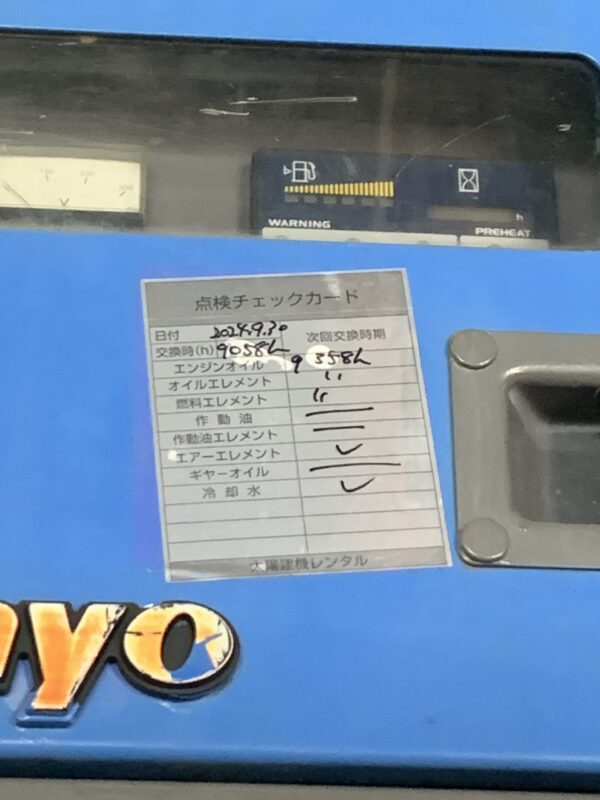 100 200 300
V
h
WARNING
PREHEAT
点検チェックカード
日付 2024.9.30 次回交換時期
交換時(h) 9058h
エンジンオイル 9358h
オイルエレメント 〃
燃料エレメント 〃
作動油 —
作動油エレメント —
エアーエレメント ✓
ギヤーオイル —
冷却水 ✓
太陽建機レンタル
yo